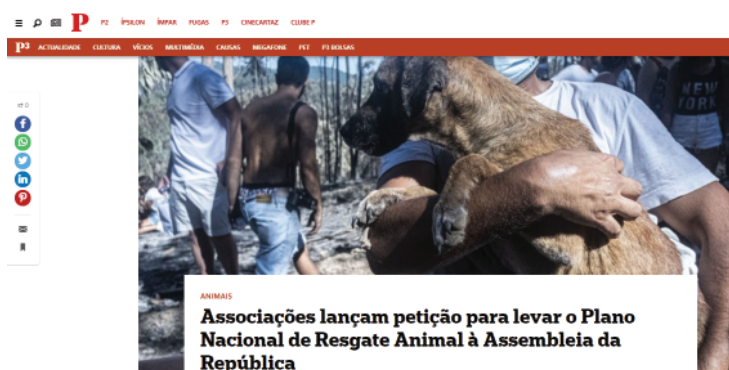 P P2 ÍPSILON ÍMPAR FUGAS P3 CINECARTAZ CLUBE P
P3 ACTUALIDADE CULTURA VÍCIOS MULTIMÉDIA CAUSAS MEGAFONE PET P3 BOLSAS
NEW
YORK
0
ANIMAIS
Associações lançam petição para levar o Plano
Nacional de Resgate Animal à Assembleia da
República